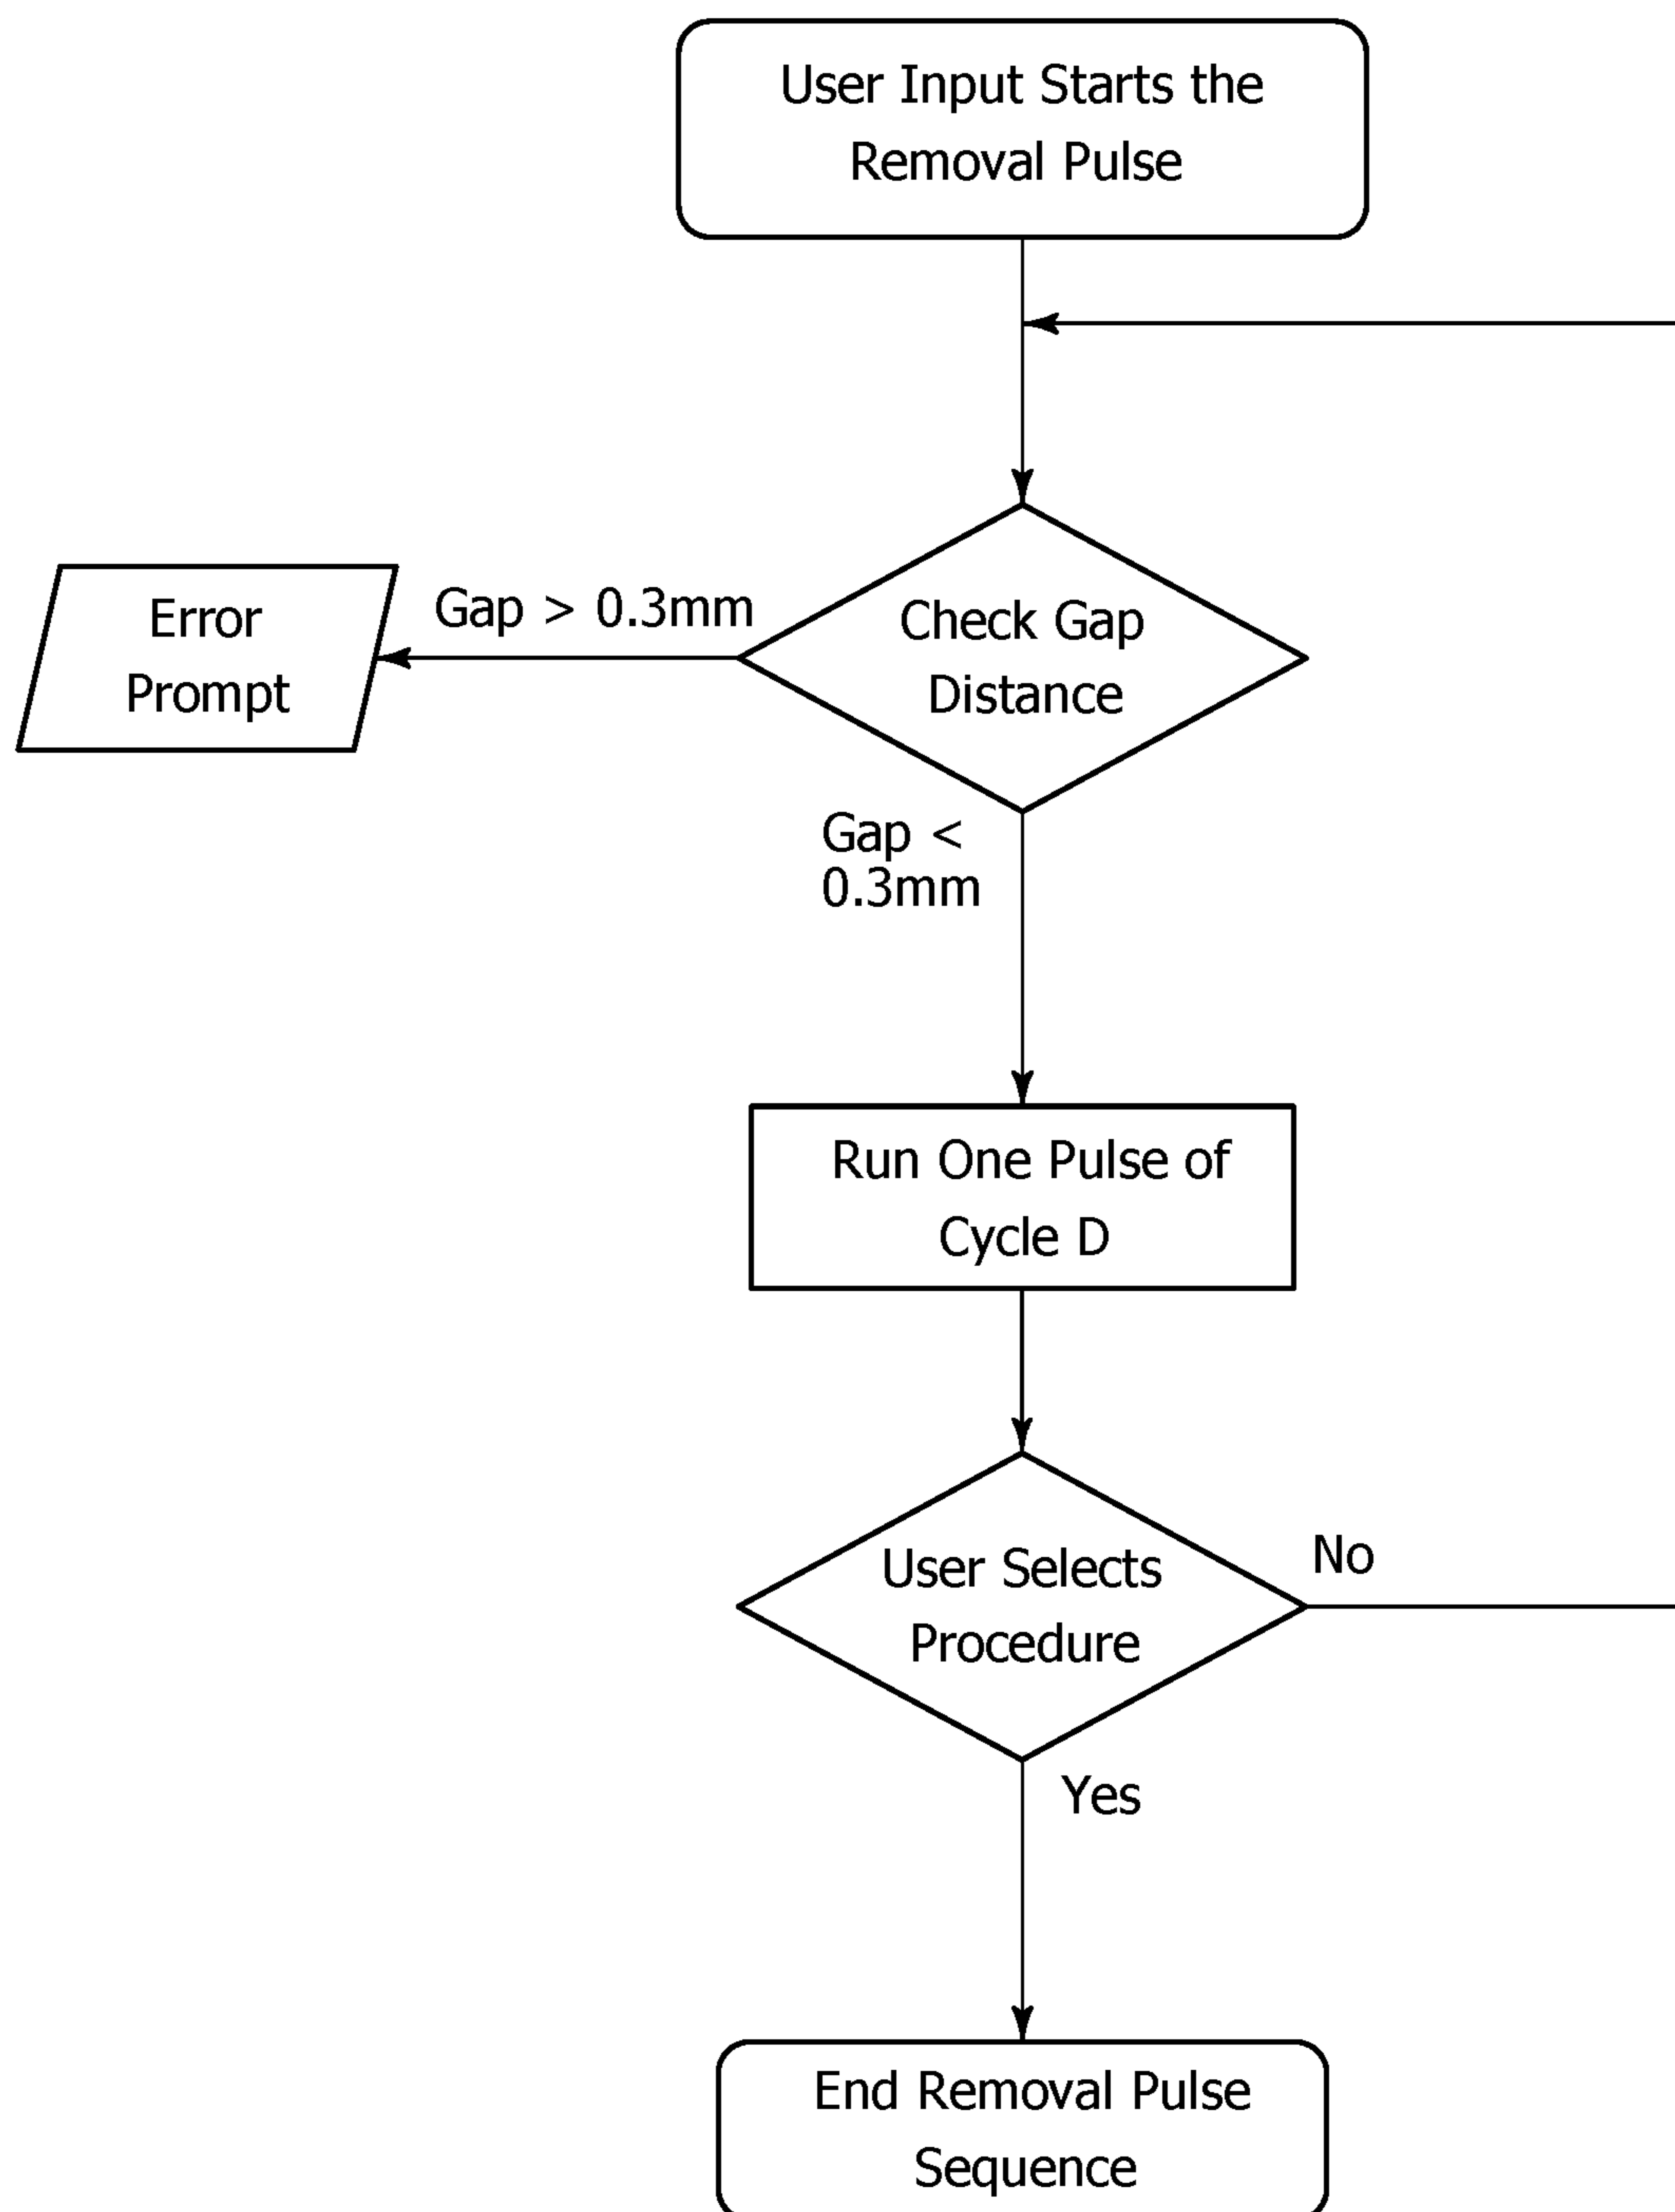 User Input Starts the
Removal Pulse
Error
Prompt
Gap > 0.3mm
Check Gap
Distance
Gap <
0.3mm
Run One Pulse of
Cycle D
User Selects
Procedure
No
Yes
End Removal Pulse
Sequence